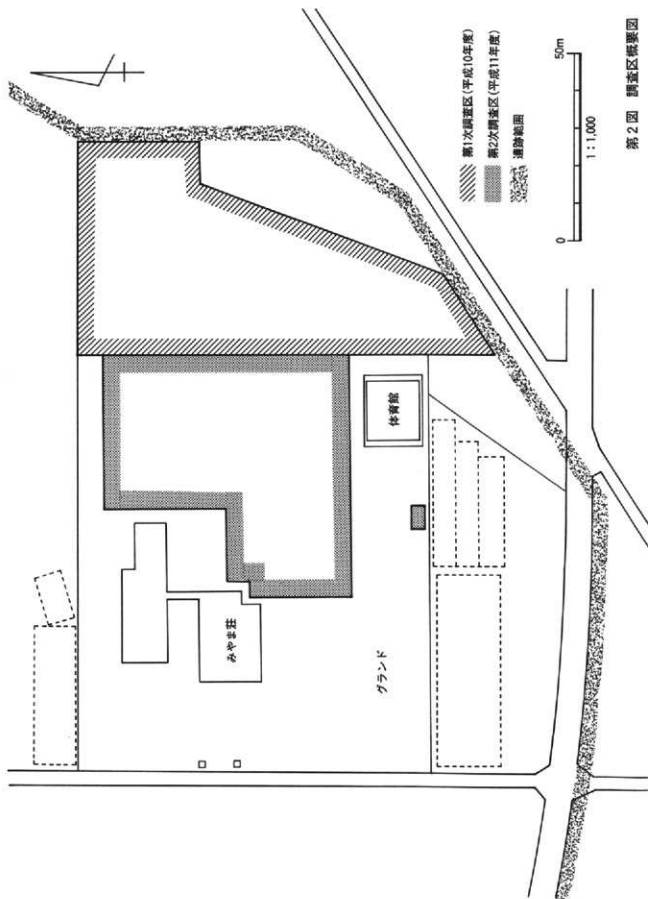 第1次調査区(平成10年度)
第2次調査区(平成11年度)
遺跡範囲
0
50m
1:1,000
第2図 調査区概要図
体育館
みやま荘
グランド